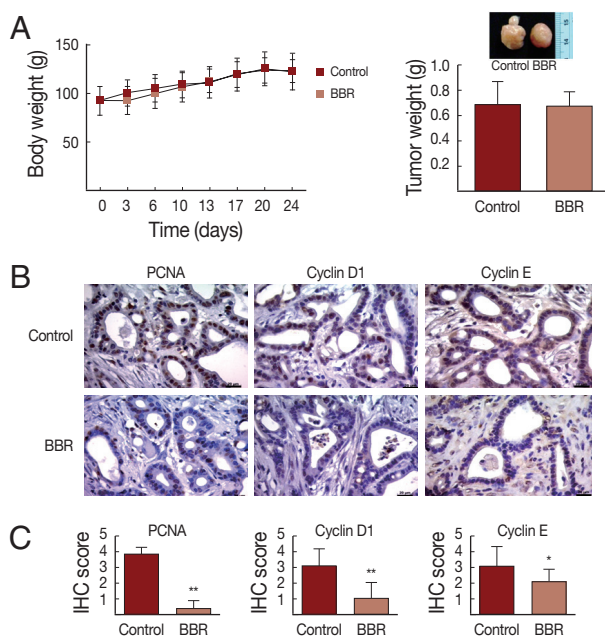 A
Body weight (g)
150
100
50
Control
BBR
0 3 6 10 13 17 20 24
Time (days)
15
14
Control BBR
Tumor weight (g)
1.0
0.8
0.6
0.4
0.2
Control BBR
B
PCNA Cyclin D1 Cyclin E
Control
BBR
C
PCNA
IHC score
5
4
3
2
1
**
Control BBR
Cyclin D1
IHC score
5
4
3
2
1
**
Control BBR
Cyclin E
IHC score
5
4
3
2
1
*
Control BBR